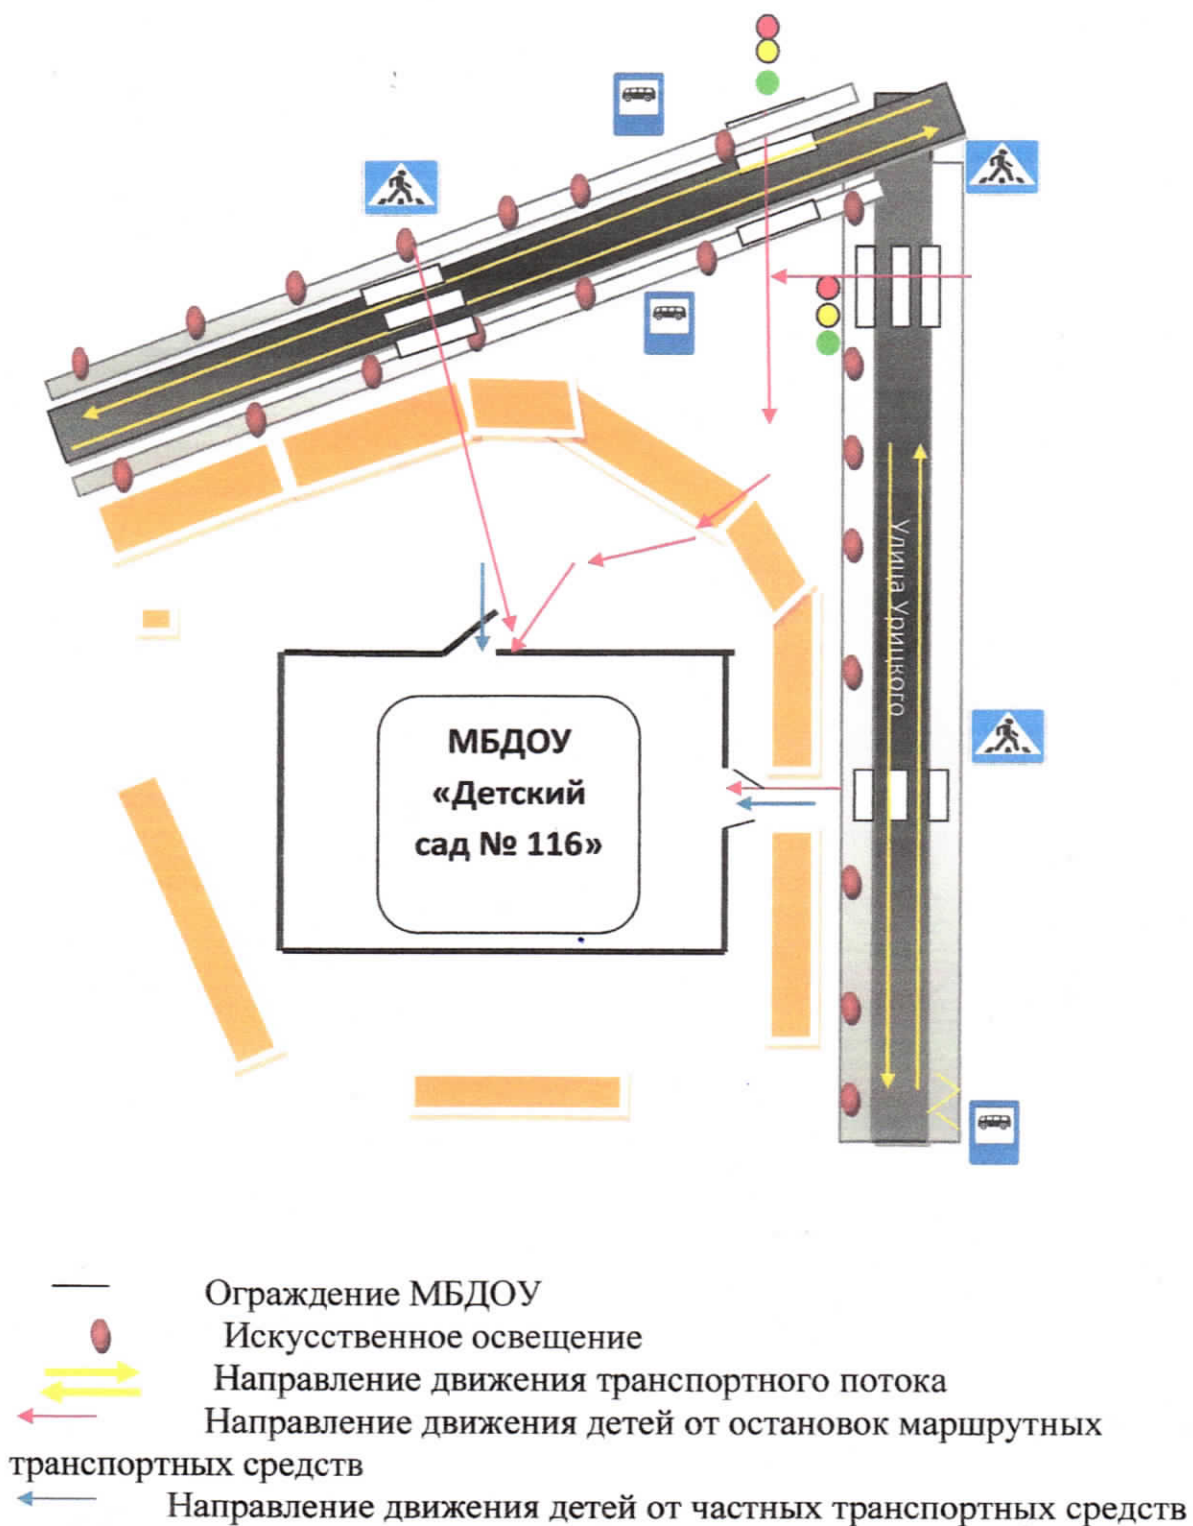 Улица Урицкого
МБДОУ
«Детский
сад № 116»
Ограждение МБДОУ
Искусственное освещение
Направление движения транспортного потока
Направление движения детей от остановок маршрутных
транспортных средств
Направление движения детей от частных транспортных средств